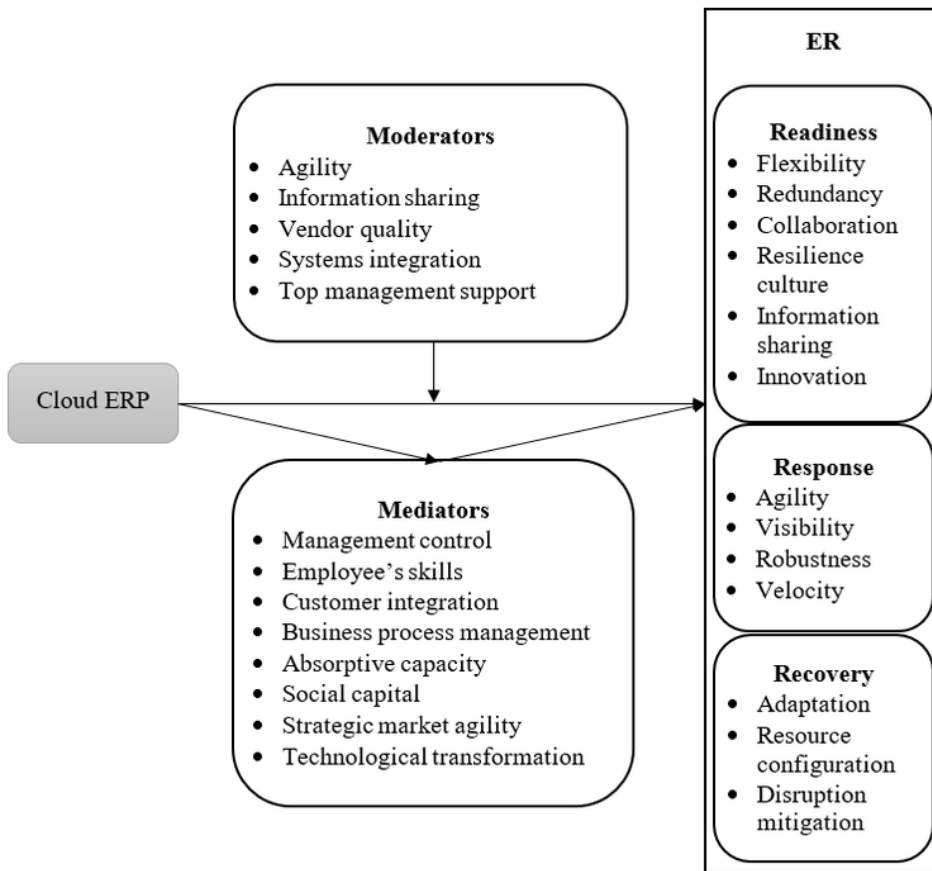 ER
Moderators
• Agility
• Information sharing
• Vendor quality
• Systems integration
• Top management support
Cloud ERP
Mediators
• Management control
• Employee’s skills
• Customer integration
• Business process management
• Absorptive capacity
• Social capital
• Strategic market agility
• Technological transformation
Readiness
• Flexibility
• Redundancy
• Collaboration
• Resilience
culture
• Information
sharing
• Innovation
Response
• Agility
• Visibility
• Robustness
• Velocity
Recovery
• Adaptation
• Resource
configuration
• Disruption
mitigation